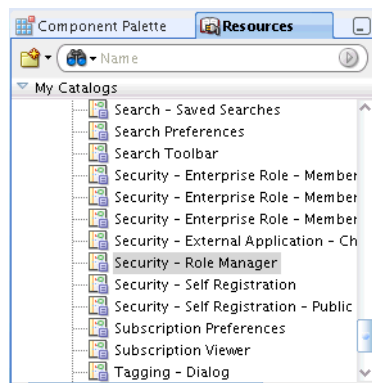 Component Palette Resources
Name
My Catalogs
Search - Saved Searches
Search Preferences
Search Toolbar
Security - Enterprise Role - Member
Security - Enterprise Role - Member
Security - Enterprise Role - Member
Security - External Application - Ch
Security - Role Manager
Security - Self Registration
Security - Self Registration - Public
Subscription Preferences
Subscription Viewer
Tagging - Dialog